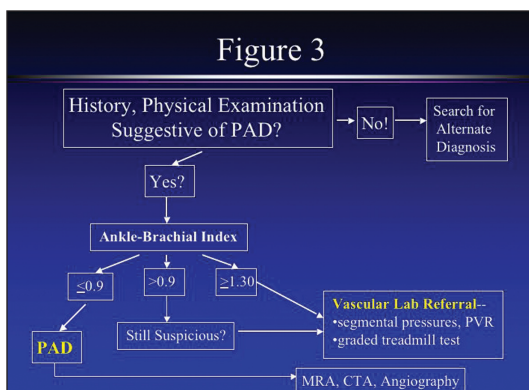 Figure 3
History, Physical Examination
Suggestive of PAD?
No!
Search for
Alternate
Diagnosis
Yes?
Ankle-Brachial Index
≤0.9
>0.9
≥1.30
Vascular Lab Referral--
•segmental pressures, PVR
•graded treadmill test
Still Suspicious?
PAD
MRA, CTA, Angiography